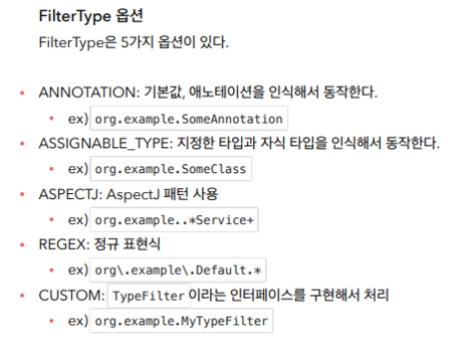 FilterType 옵션
FilterType은 5가지 옵션이 있다.
• ANNOTATION: 기본값, 애노테이션을 인식해서 동작한다.
• ex) org.example.SomeAnnotation
• ASSIGNABLE_TYPE: 지정한 타입과 자식 타입을 인식해서 동작한다.
• ex) org.example.SomeClass
• ASPECTJ: AspectJ 패턴 사용
• ex) org.example..*Service+
• REGEX: 정규 표현식
• ex) org\.example\.Default.*
• CUSTOM: TypeFilter 이라는 인터페이스를 구현해서 처리
• ex) org.example.MyTypeFilter